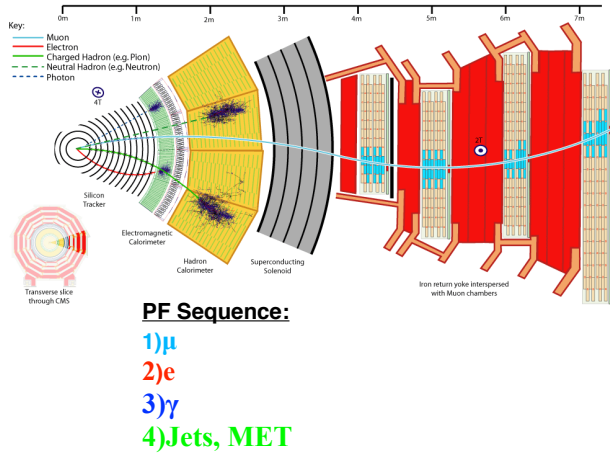 0m 1m 2m 3m 4m 5m 6m 7m
Key:
Muon
Electron
Charged Hadron (e.g. Pion)
Neutral Hadron (e.g. Neutron)
Photon
4T
3T
Silicon
Tracker
Electromagnetic
Calorimeter
Hadron
Calorimeter
Superconducting
Solenoid
Iron return yoke interspersed
with Muon chambers
Transverse slice
through CMS
PF Sequence:
1)μ
2)e
3)γ
4)Jets, MET